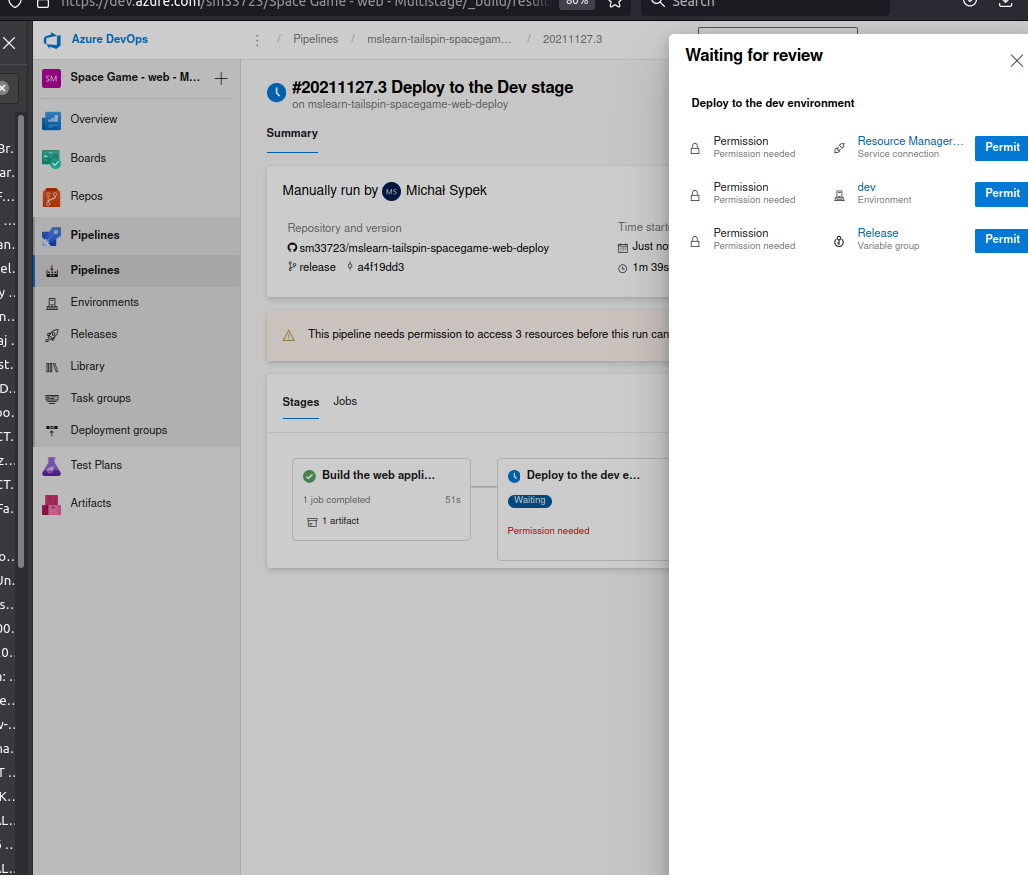 https://dev.azure.com/sm33723/Space Game - web - Multistage/_build/resul
80%
Search
Azure DevOps
Pipelines / mslearn-tailspin-spacegam... / 20211127.3
SM Space Game - web - M...
Overview
Boards
Repos
Pipelines
Pipelines
Environments
Releases
Library
Task groups
Deployment groups
Test Plans
Artifacts
#20211127.3 Deploy to the Dev stage
on mslearn-tailspin-spacegame-web-deploy
Summary
Manually run by MS Michał Sypek
Repository and version
sm33723/mslearn-tailspin-spacegame-web-deploy
release a4f19dd3
Time starte
Just no
1m 39s
This pipeline needs permission to access 3 resources before this run can
Stages Jobs
Build the web appli...
1 job completed 51s
1 artifact
Deploy to the dev e...
Waiting
Permission needed
Waiting for review
Deploy to the dev environment
Permission
Permission needed
Resource Manager...
Service connection
Permit
Permission
Permission needed
dev
Environment
Permit
Permission
Permission needed
Release
Variable group
Permit